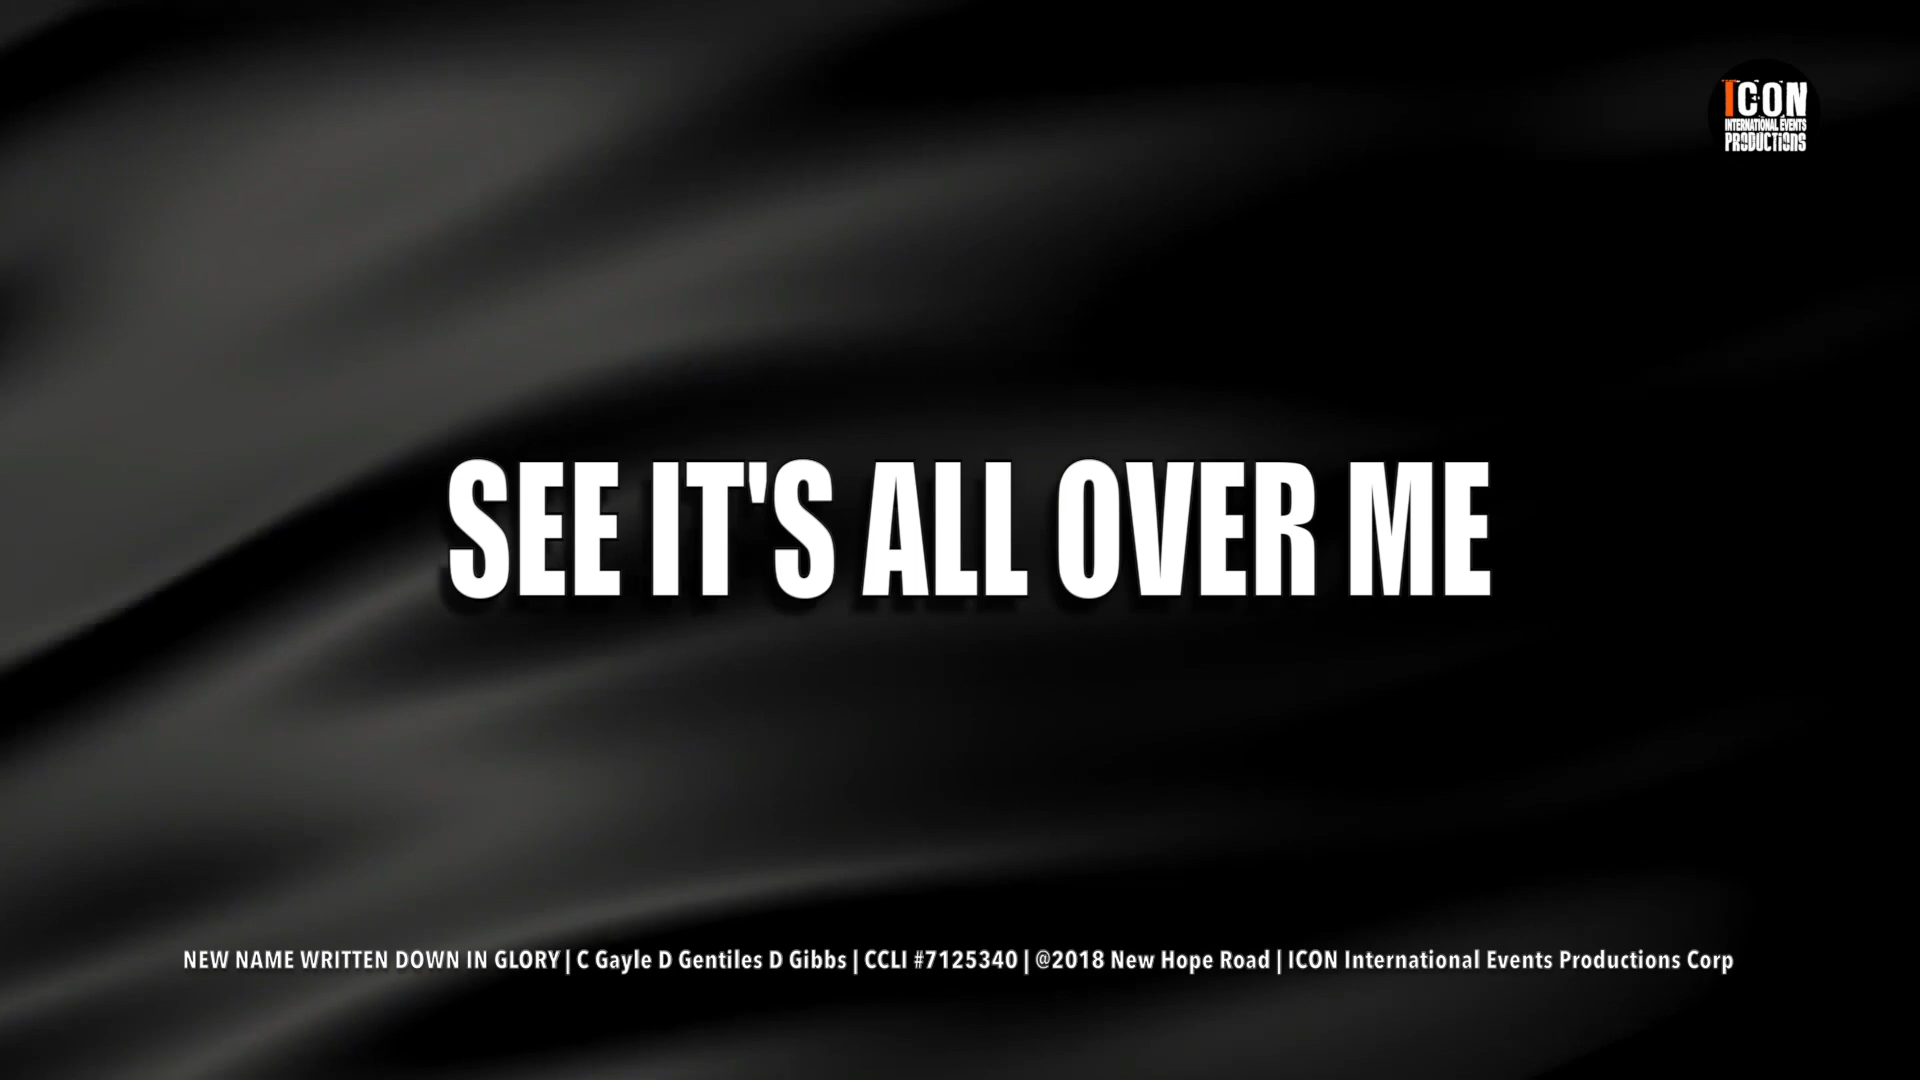 ICON
INTERNATIONAL EVENTS
PRODUCTIONS
SEE IT'S ALL OVER ME
NEW NAME WRITTEN DOWN IN GLORY | C Gayle D Gentiles D Gibbs | CCLI #7125340 | @2018 New Hope Road | ICON International Events Productions Corp